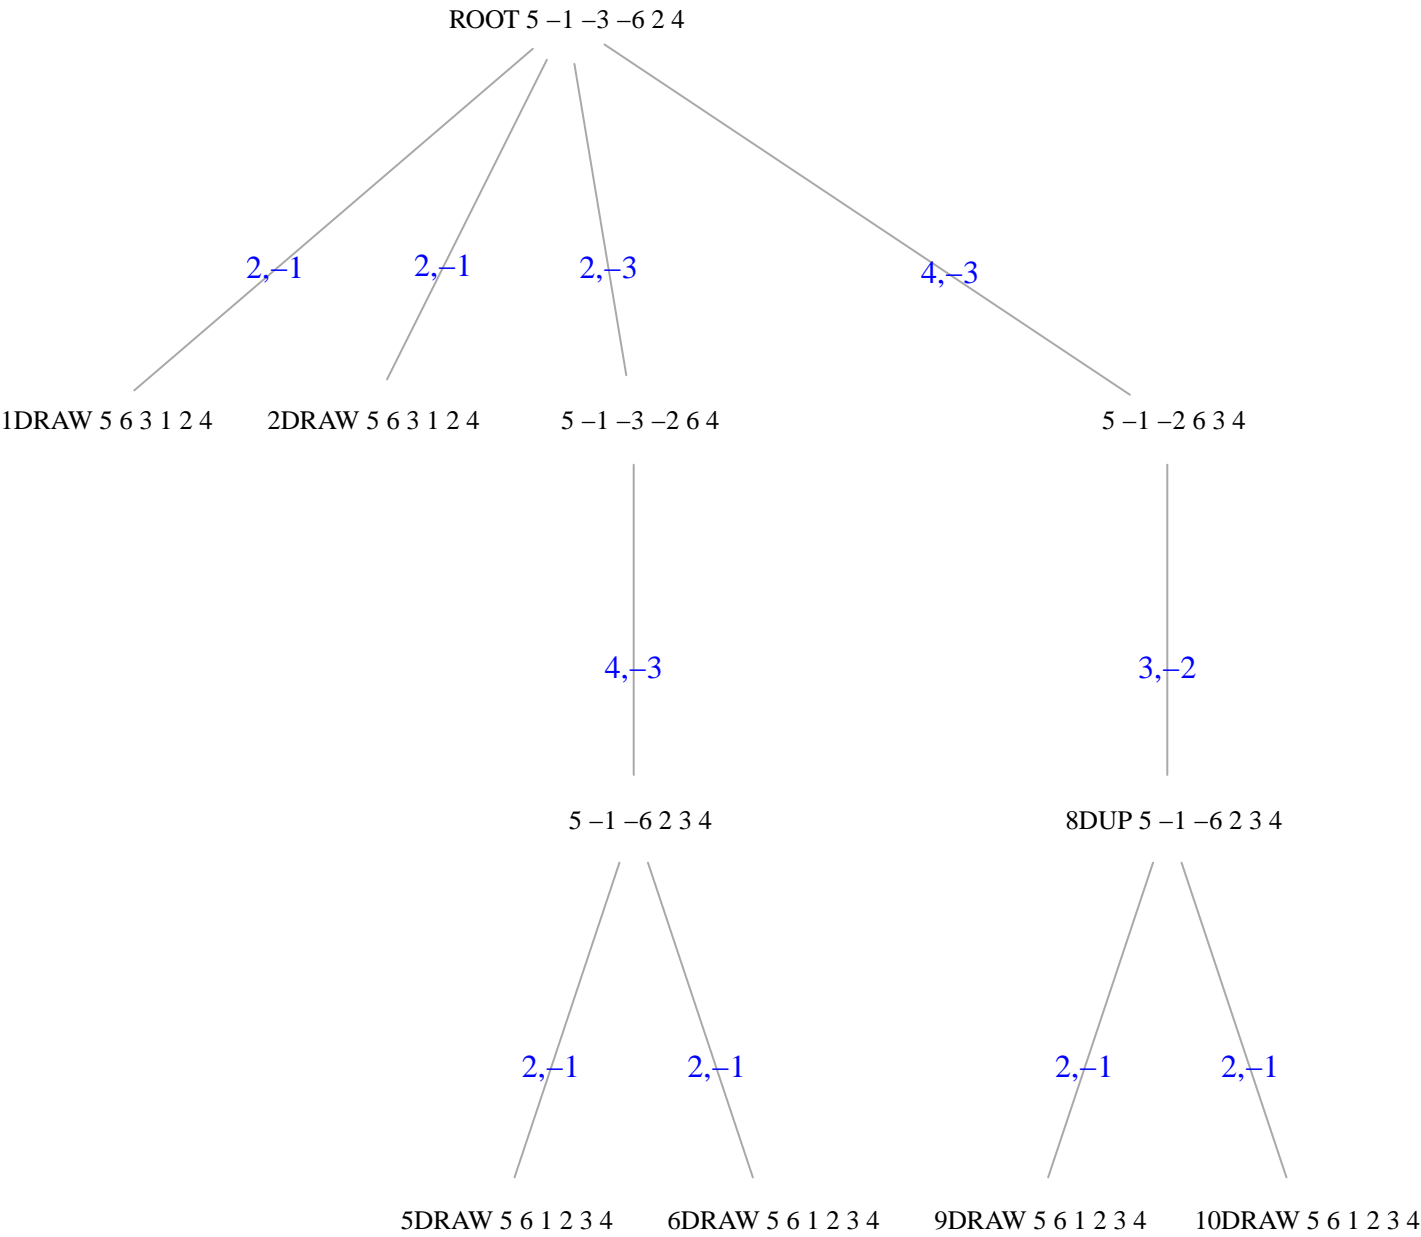 ROOT 5 –1 –3 –6 2 4
2,–1
2,–1
2,–3
4,–3
1DRAW 5 6 3 1 2 4
2DRAW 5 6 3 1 2 4
5 –1 –3 –2 6 4
5 –1 –2 6 3 4
4,–3
3,–2
5 –1 –6 2 3 4
8DUP 5 –1 –6 2 3 4
2,–1
2,–1
2,–1
2,–1
5DRAW 5 6 1 2 3 4
6DRAW 5 6 1 2 3 4
9DRAW 5 6 1 2 3 4
10DRAW 5 6 1 2 3 4